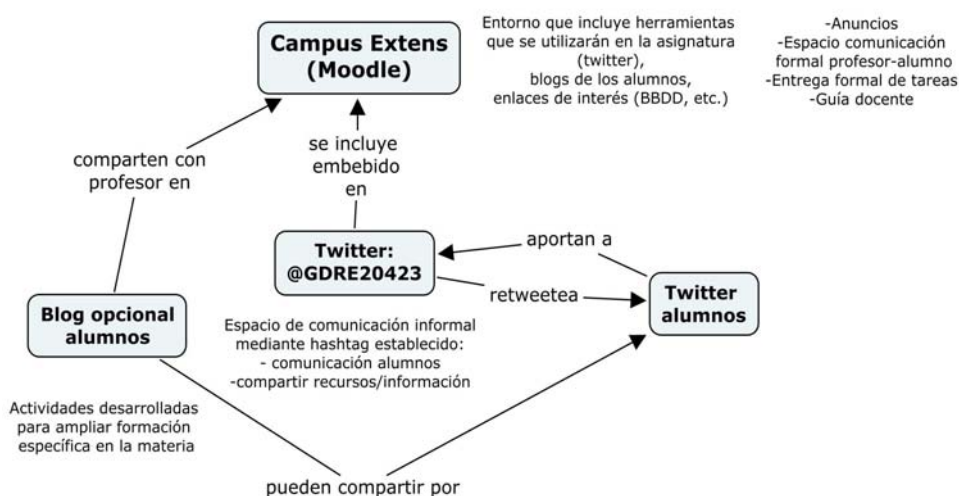 Campus Extens
(Moodle)
Entorno que incluye herramientas
que se utilizarán en la asignatura
(twitter),
blogs de los alumnos,
enlaces de interés (BBDD, etc.)
-Anuncios
-Espacio comunicación
formal profesor-alumno
-Entrega formal de tareas
-Guía docente
comparten con
profesor en
se incluye
embebido
en
Twitter:
@GDRE20423
aportan a
retweetea
Twitter
alumnos
Blog opcional
alumnos
Espacio de comunicación informal
mediante hashtag establecido:
- comunicación alumnos
-compartir recursos/información
Actividades desarrolladas
para ampliar formación
específica en la materia
pueden compartir por